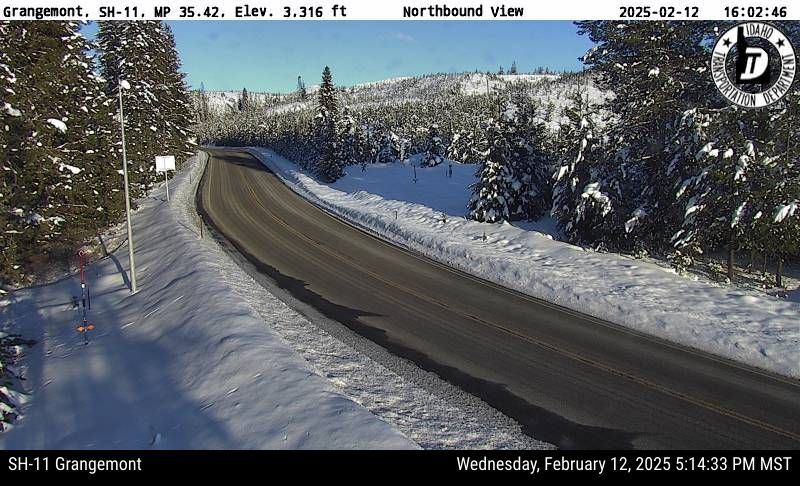 Grangemont, SH-11, MP 35.42, Elev. 3,316 ft Northbound View 2025-02-12 16:02:46
IDAHO
TRANSPORTATION DEPARTMENT
SH-11 Grangemont Wednesday, February 12, 2025 5:14:33 PM MST